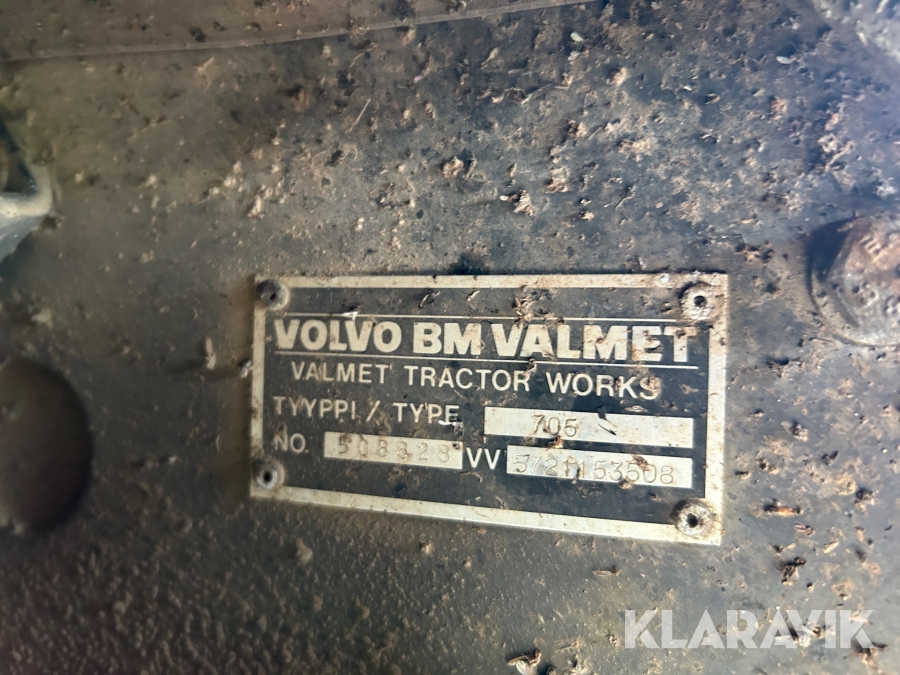 VOLVO BM VALMET
VALMET TRACTOR WORKS
TYYPPI / TYPE 705
NO. 508828 VV 3721153508
KLARAVIK